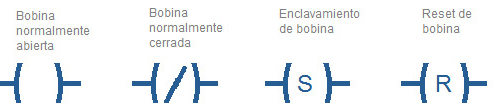 Bobina
normalmente
abierta
Bobina
normalmente
cerrada
Enclavamiento
de bobina
Reset de
bobina
S
R